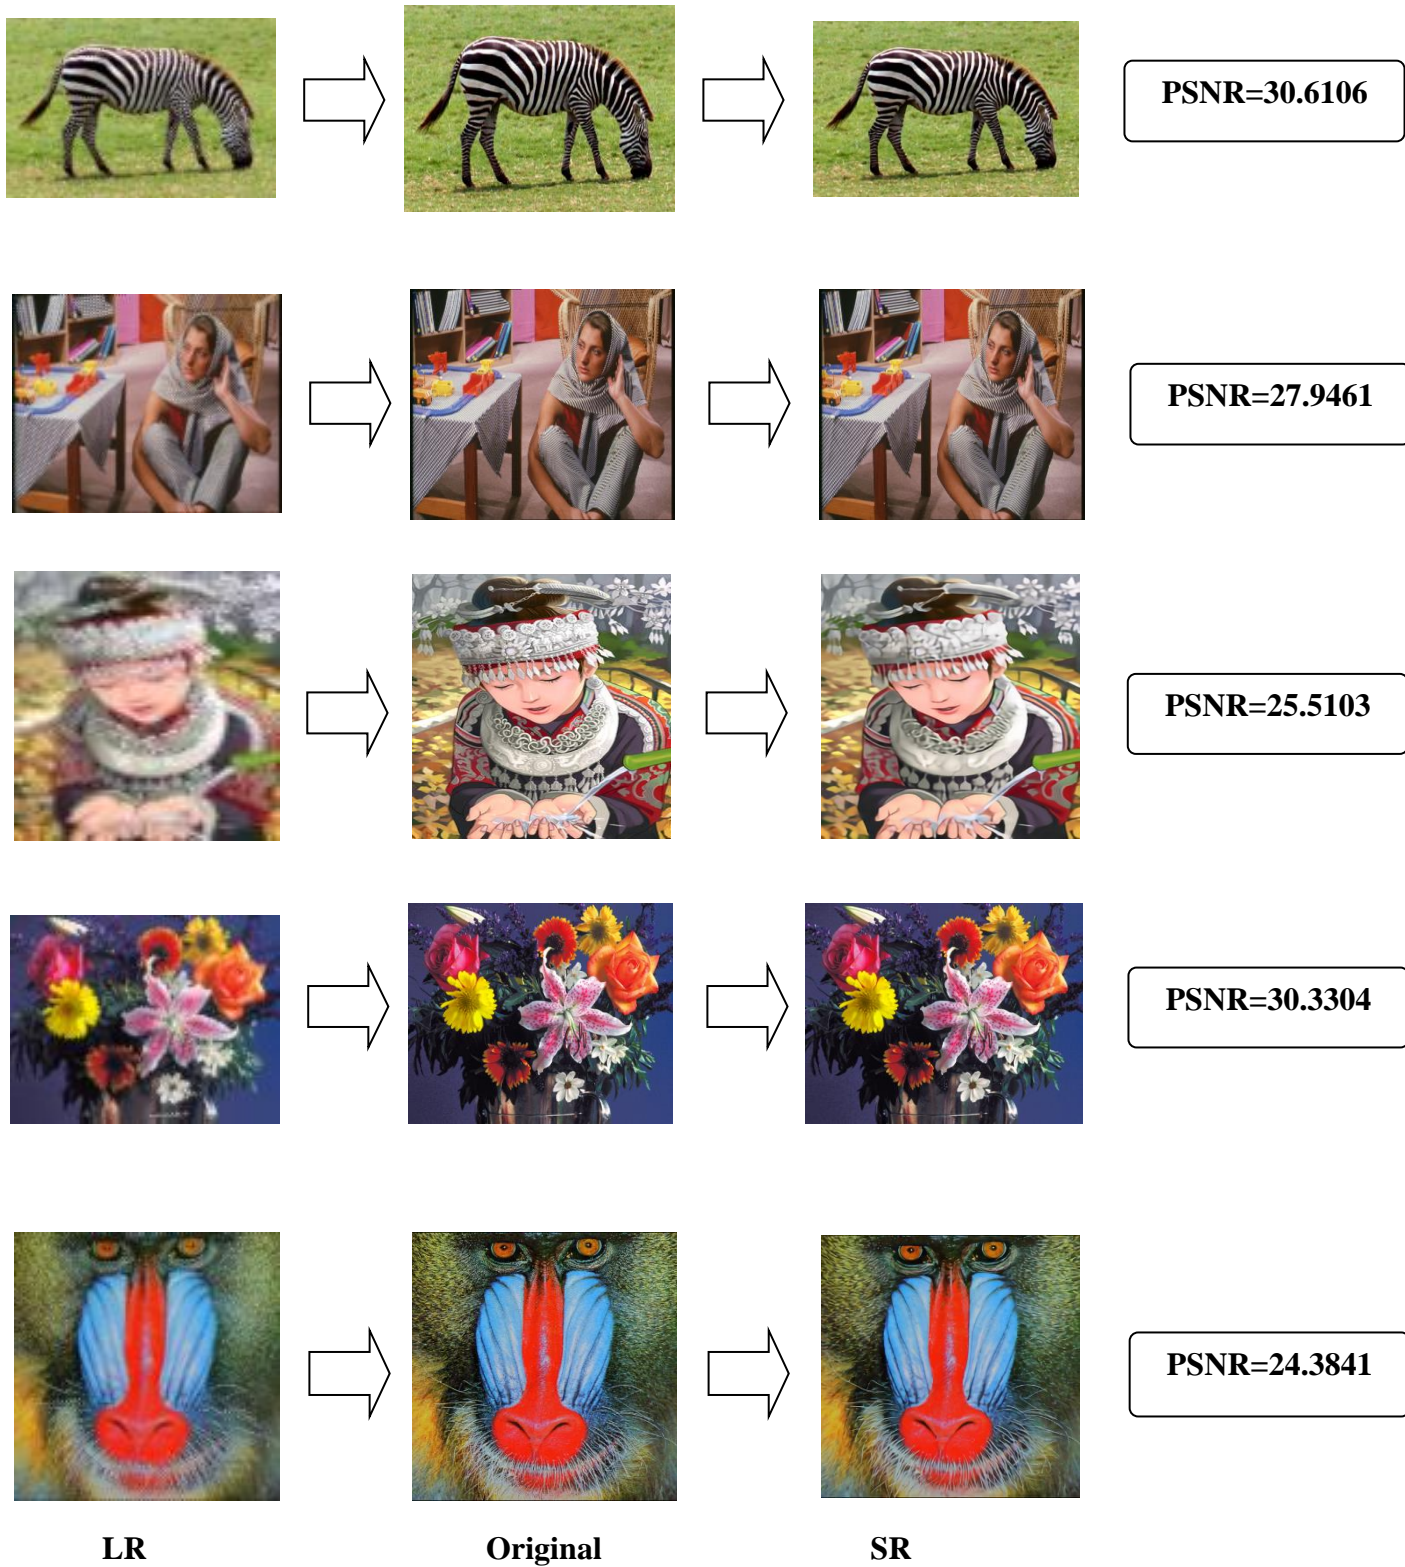 PSNR=30.6106
PSNR=27.9461
PSNR=25.5103
PSNR=30.3304
PSNR=24.3841
LR Original SR